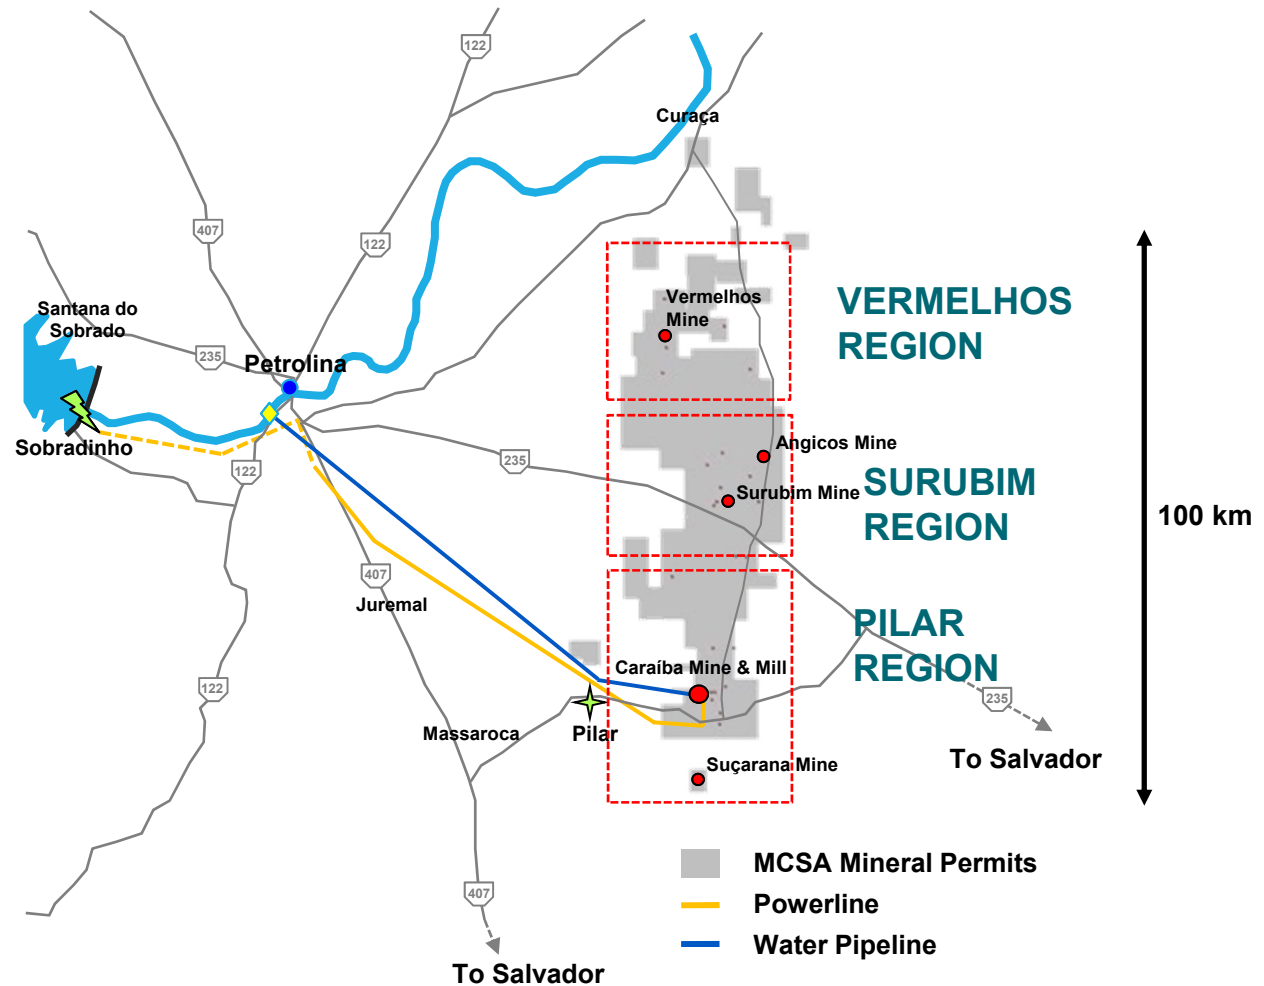 122
Curaça
407
122
Santana do
Sobrado
235
Petrolina
Vermelhos
Mine
VERMELHOS
REGION
Sobradinho
122
235
Angicos Mine
Surubim Mine
SURUBIM
REGION
100 km
407
Juremal
PILAR
REGION
Caraíba Mine & Mill
122
235
Massaroca
Pilar
To Salvador
Suçarana Mine
407
To Salvador
MCSA Mineral Permits
Powerline
Water Pipeline